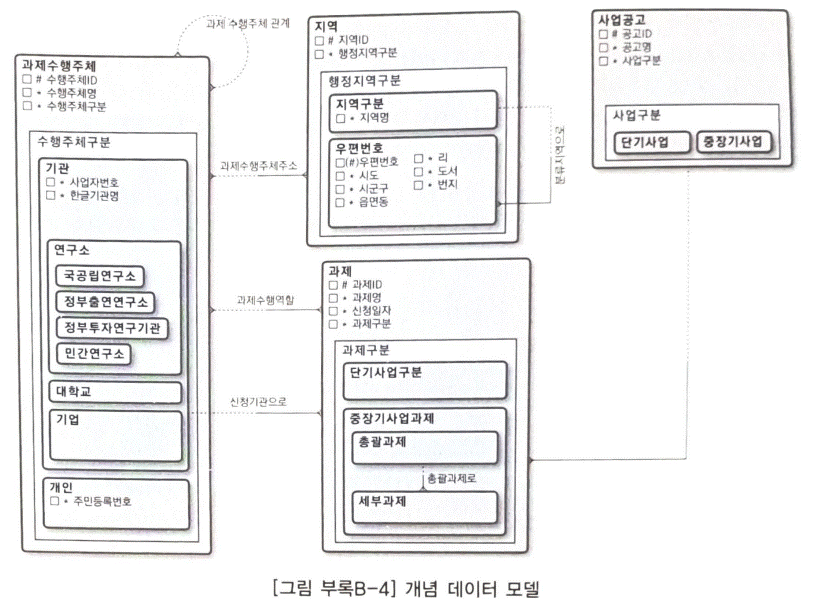 과제 수행주체 관계
과제수행주체
□ # 수행주체ID
□ * 수행주체명
□ * 수행주체구분
수행주체구분
기관
□ * 사업자번호
□ * 한글기관명
연구소
국공립연구소
정부출연연구소
정부투자연구기관
민간연구소
대학교
기업
개인
□ * 주민등록번호
과제수행주체주소
과제수행역할
신청기관으로
지역
□ # 지역ID
□ * 행정지역구분
행정지역구분
지역구분
□ * 지역명
우편번호
□(#)우편번호
□ * 시도
□ * 시군구
□ * 읍면동
□ * 리
□ * 도서
□ * 번지
과제
□ # 과제ID
□ * 과제명
□ * 신청일자
□ * 과제구분
과제구분
단기사업구분
중장기사업과제
총괄과제
총괄과제로
세부과제
사업공고
□ # 공고ID
□ * 공고명
□ * 사업구분
사업구분
단기사업
중장기사업
[그림 부록B-4] 개념 데이터 모델